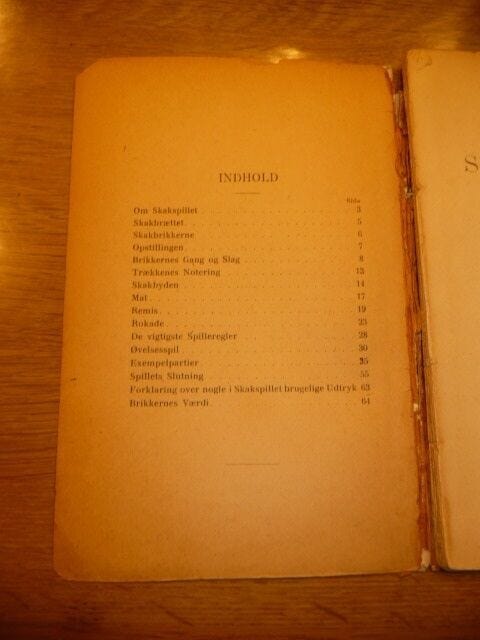 INDHOLD
Side
Om Skakspillet . . . . . . . . . . . . . . . . 3
Skakbrættet . . . . . . . . . . . . . . . . . 5
Skakbrikkerne . . . . . . . . . . . . . . . . 6
Opstillingen . . . . . . . . . . . . . . . . . 7
Brikkernes Gang og Slag . . . . . . . . . . . 8
Trækkenes Notering . . . . . . . . . . . . . 13
Skakbyden . . . . . . . . . . . . . . . . . . 14
Mat . . . . . . . . . . . . . . . . . . . . . 17
Remis . . . . . . . . . . . . . . . . . . . . 19
Rokade . . . . . . . . . . . . . . . . . . . 23
De vigtigste Spilleregler . . . . . . . . . . 28
Øvelsesspil . . . . . . . . . . . . . . . . . 30
Exempelpartier . . . . . . . . . . . . . . . 35
Spillets Slutning . . . . . . . . . . . . . . 55
Forklaring over nogle i Skakspillet brugelige Udtryk 63
Brikkernes Værdi . . . . . . . . . . . . . . 64
S